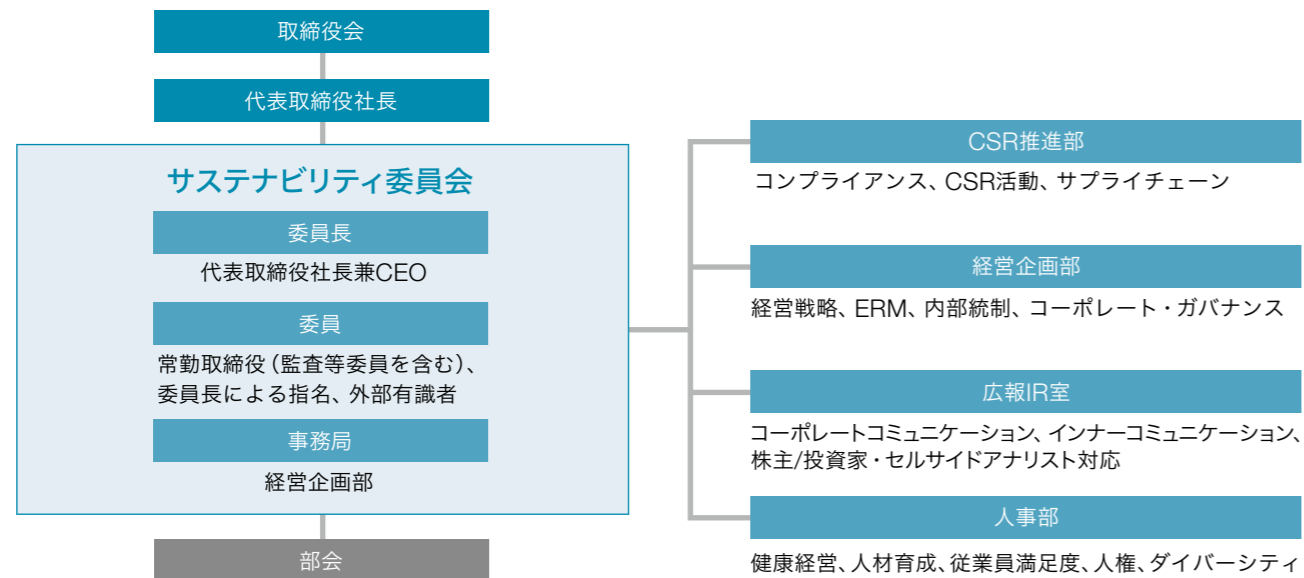 取締役会
代表取締役社長
サステナビリティ委員会
委員長
代表取締役社長兼CEO
委員
常勤取締役（監査等委員を含む）、
委員長による指名、外部有識者
事務局
経営企画部
部会
CSR推進部
コンプライアンス、CSR活動、サプライチェーン
経営企画部
経営戦略、ERM、内部統制、コーポレート・ガバナンス
広報IR室
コーポレートコミュニケーション、インナーコミュニケーション、
株主/投資家・セルサイドアナリスト対応
人事部
健康経営、人材育成、従業員満足度、人権、ダイバーシティ